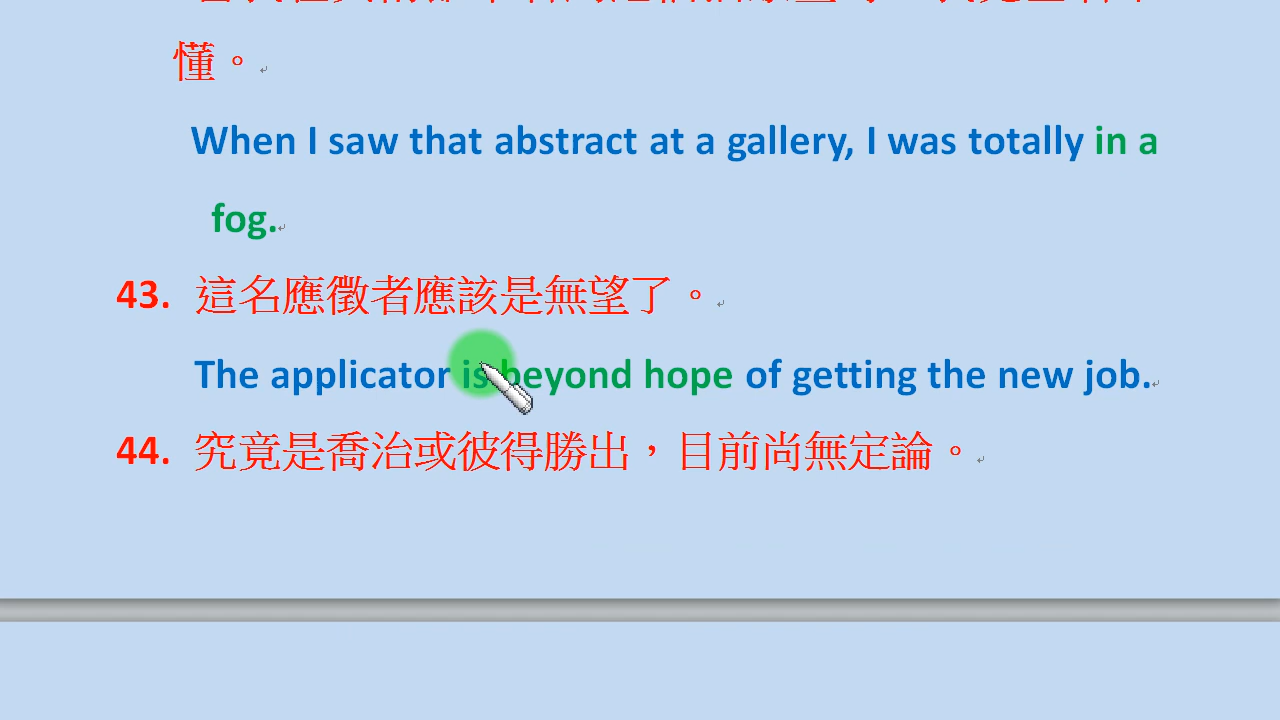 懂。
When I saw that abstract at a gallery, I was totally in a
fog.
43. 這名應徵者應該是無望了。
The applicator is beyond hope of getting the new job.
44. 究竟是喬治或彼得勝出，目前尚無定論。